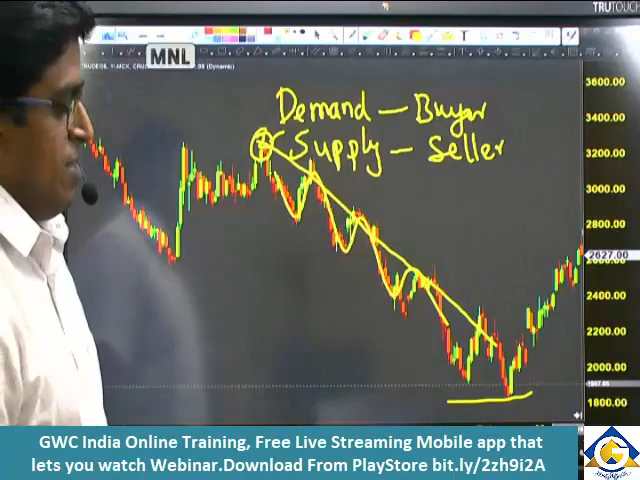 TRUTOUCH
MNL
CRUDEOIL
(Dynamic)
Demand — Buyer
Supply — Seller
3600.00
3400.00
3200.00
3000.00
2800.00
2627.00
2400.00
2200.00
2000.00
1800.00
GWC India Online Training, Free Live Streaming Mobile app that
lets you watch Webinar.Download From PlayStore bit.ly/2zh9i2A